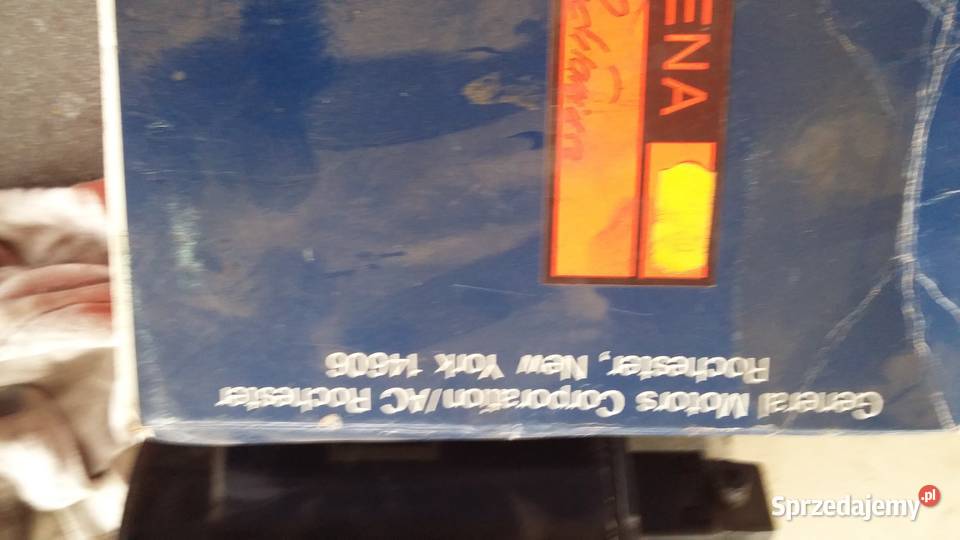 General Motors Corporation/AC Rochester
Rochester, New York 14606
ENA
Sprzedajemy.pl